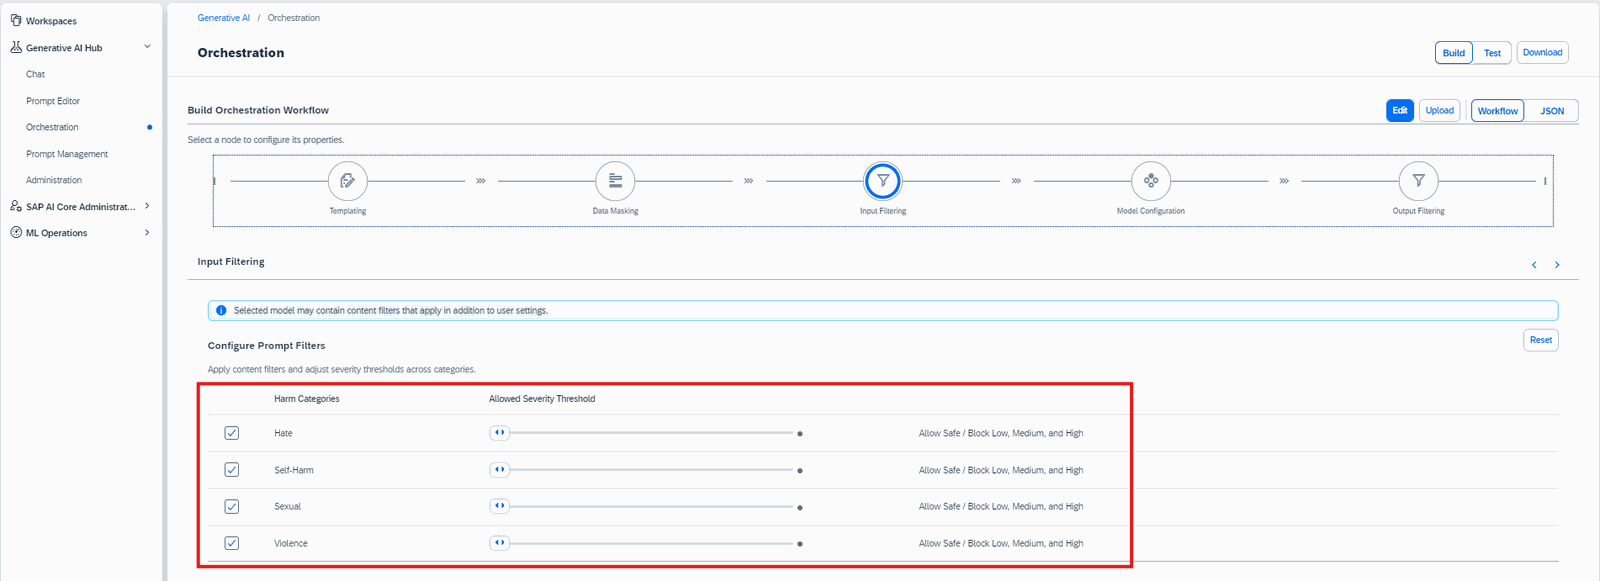 Workspaces
Generative AI Hub
Chat
Prompt Editor
Orchestration
Prompt Management
Administration
SAP AI Core Administrat...
ML Operations
Generative AI / Orchestration
Orchestration
Build Test Download
Build Orchestration Workflow
Edit Upload Workflow JSON
Select a node to configure its properties.
Templating Data Masking Input Filtering Model Configuration Output Filtering
Input Filtering
Selected model may contain content filters that apply in addition to user settings.
Configure Prompt Filters
Reset
Apply content filters and adjust severity thresholds across categories.
Harm Categories Allowed Severity Threshold
Hate Allow Safe / Block Low, Medium, and High
Self-Harm Allow Safe / Block Low, Medium, and High
Sexual Allow Safe / Block Low, Medium, and High
Violence Allow Safe / Block Low, Medium, and High